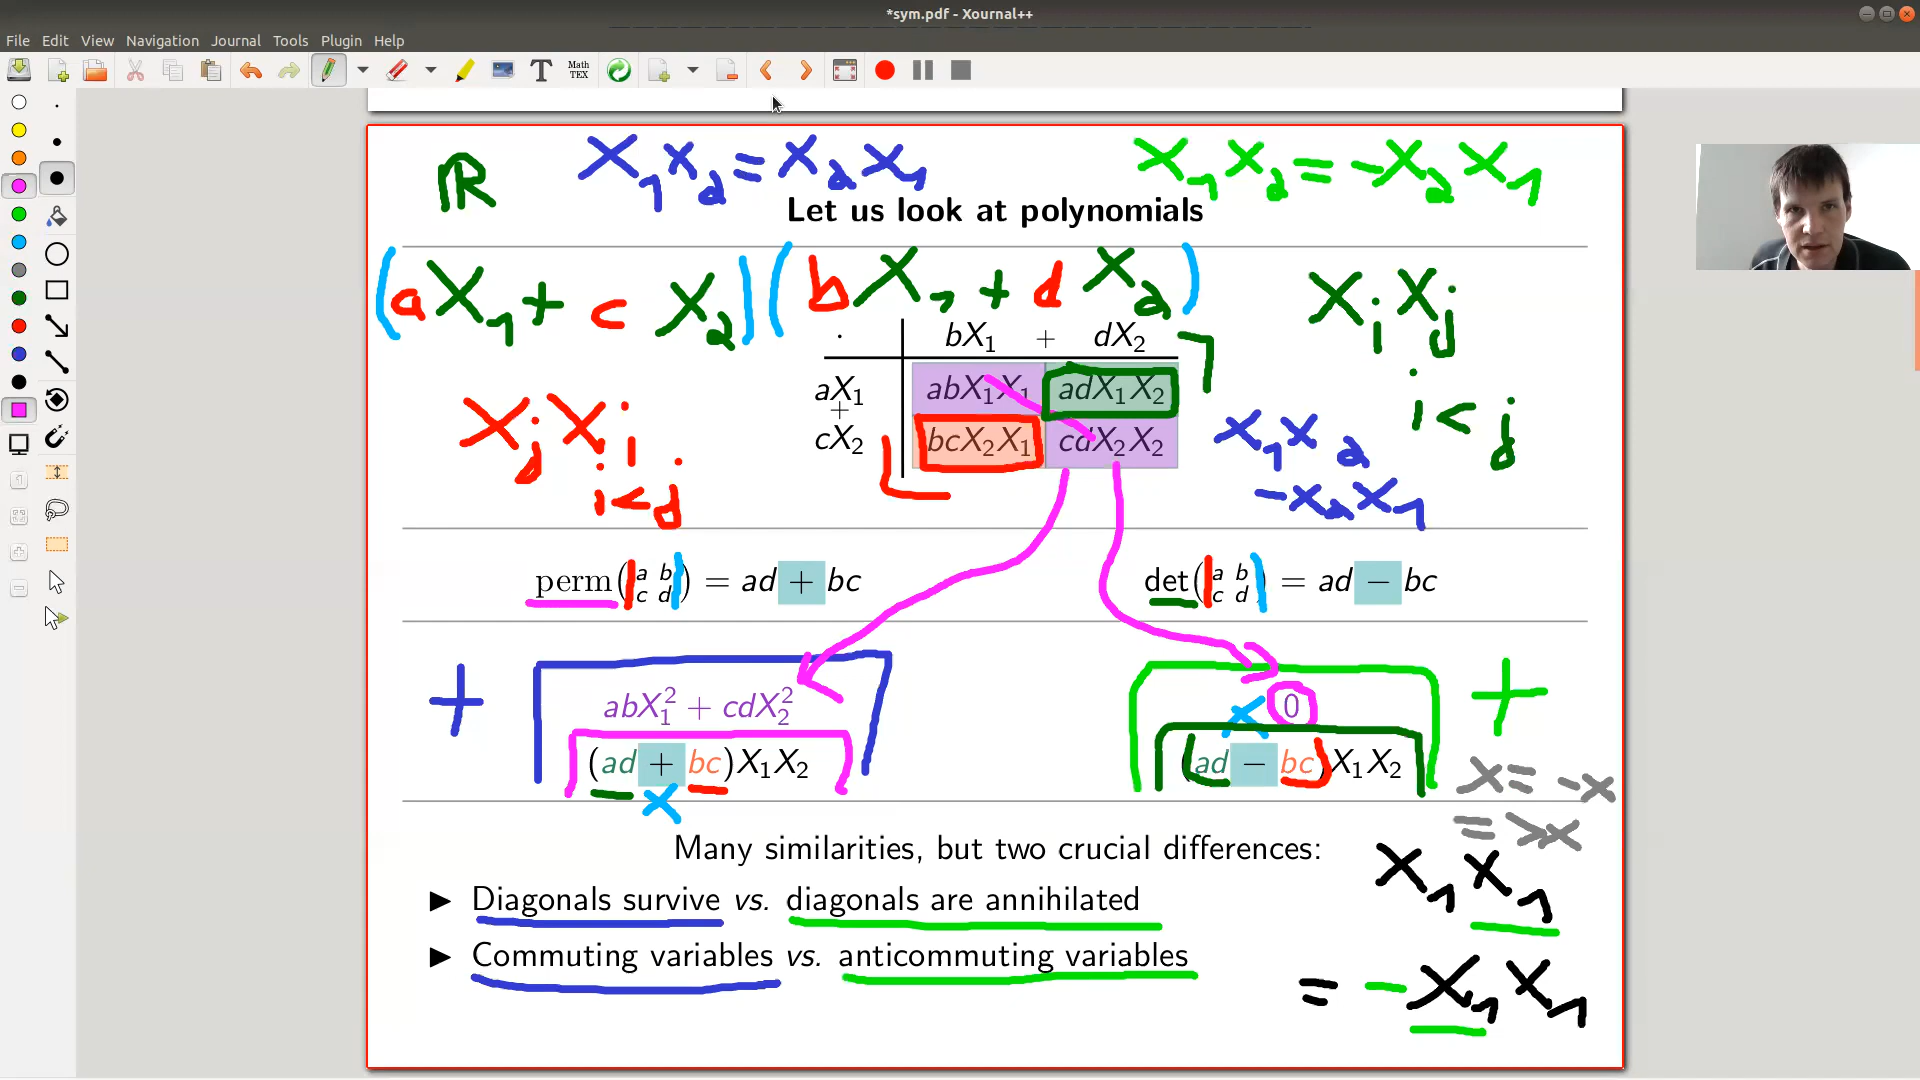 *sym.pdf - Xournal++
File Edit View Navigation Journal Tools Plugin Help
Math TEX
ℝ X₁X₂ = X₂X₁ X₁X₂ = -X₂X₁
Let us look at polynomials
(aX₁ + cX₂)(bX₁ + dX₂) XᵢXⱼ
· bX₁ + dX₂
i < j
aX₁ abX₁X₁ adX₁X₂
+
cX₂ bcX₂X₁ cdX₂X₂
XⱼXᵢ
i < j
X₁X₂
-X₂X₁
perm(a b c d) = ad + bc det(a b c d) = ad − bc
+ abX₁² + cdX₂² 0 +
(ad + bc)X₁X₂ (ad − bc)X₁X₂
X = -X
=> X
Many similarities, but two crucial differences:
X₁X₁
▶ Diagonals survive vs. diagonals are annihilated
▶ Commuting variables vs. anticommuting variables
= -X₁X₁